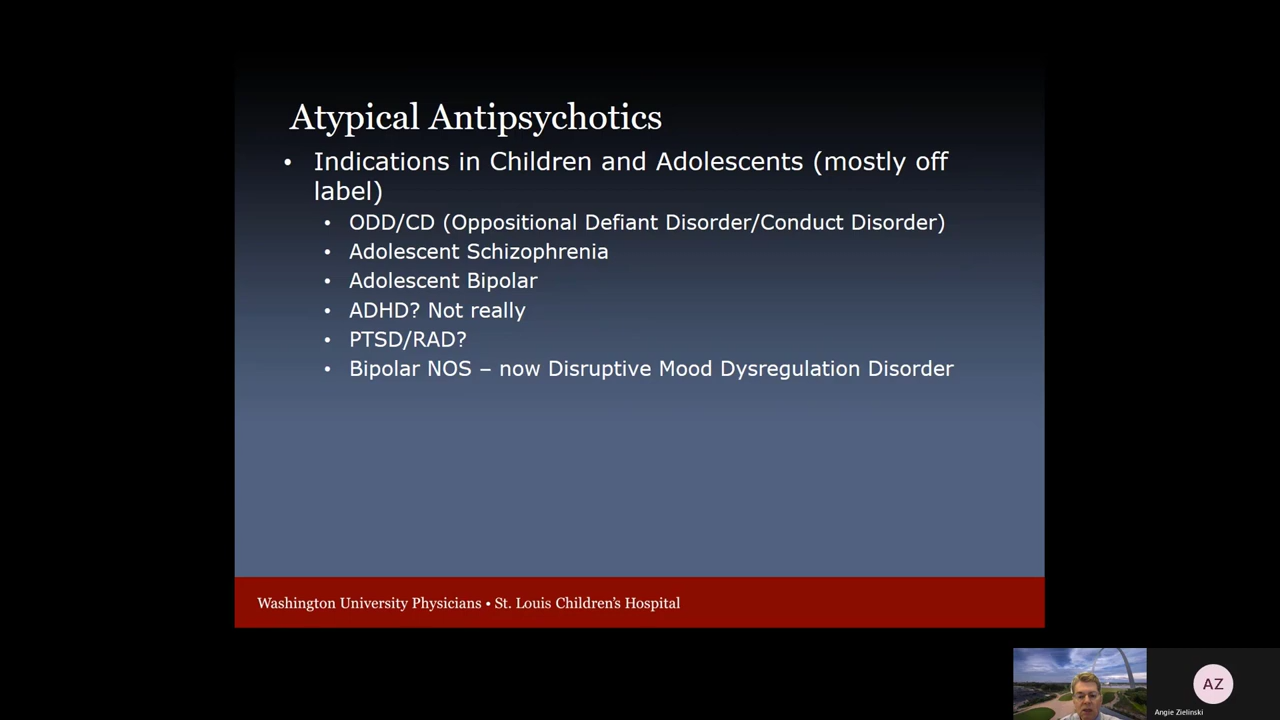 Atypical Antipsychotics
• Indications in Children and Adolescents (mostly off
label)
• ODD/CD (Oppositional Defiant Disorder/Conduct Disorder)
• Adolescent Schizophrenia
• Adolescent Bipolar
• ADHD? Not really
• PTSD/RAD?
• Bipolar NOS – now Disruptive Mood Dysregulation Disorder
Washington University Physicians • St. Louis Children's Hospital
AZ
Angie Zielinski